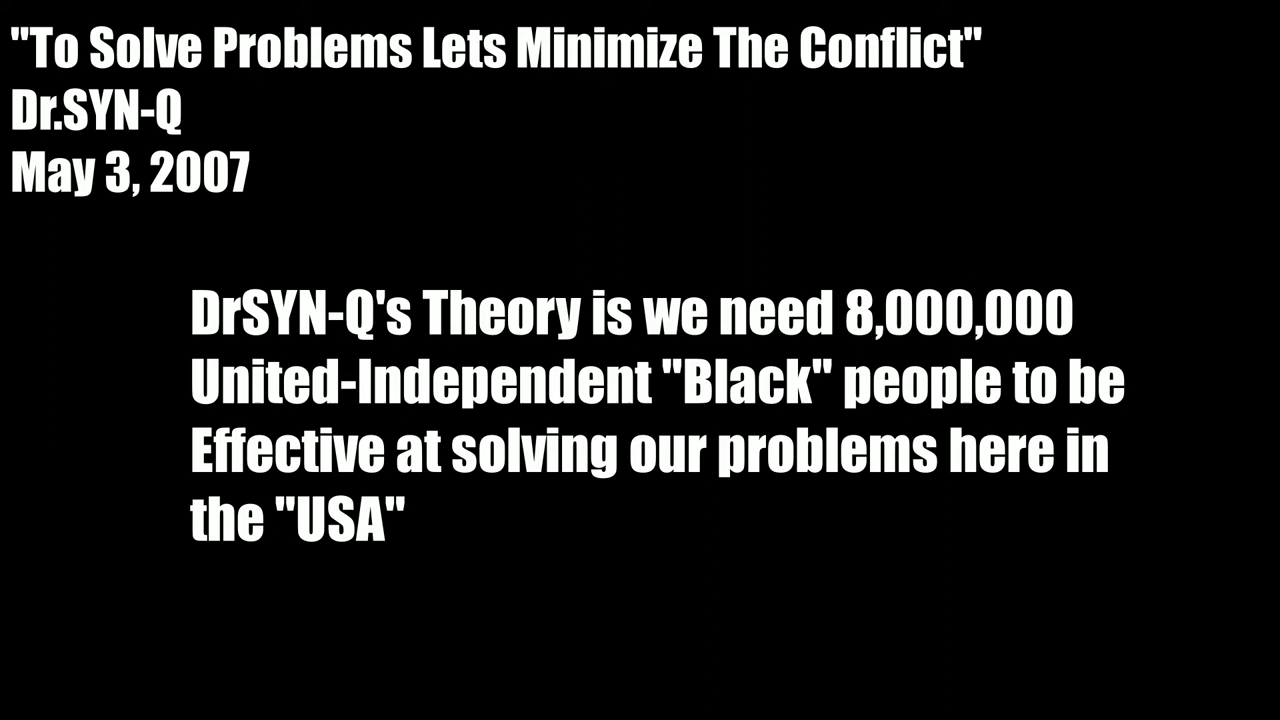 "To Solve Problems Lets Minimize The Conflict"
Dr.SYN-Q
May 3, 2007
DrSYN-Q's Theory is we need 8,000,000
United-Independent "Black" people to be
Effective at solving our problems here in
the "USA"